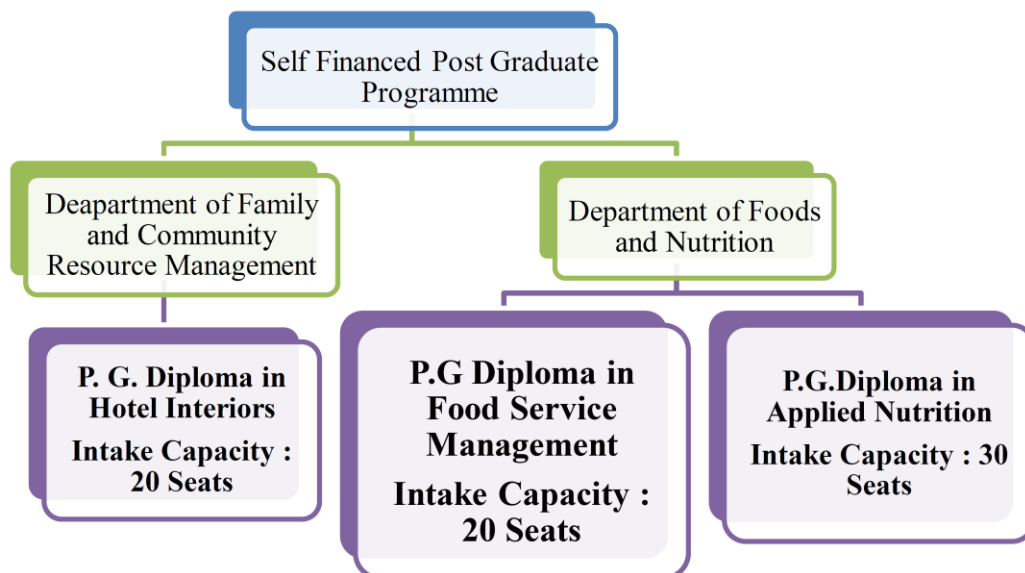 Self Financed Post Graduate
Programme
Deapartment of Family
and Community
Resource Management
Department of Foods
and Nutrition
P. G. Diploma in
Hotel Interiors
Intake Capacity :
20 Seats
P.G Diploma in
Food Service
Management
Intake Capacity :
20 Seats
P.G.Diploma in
Applied Nutrition
Intake Capacity : 30
Seats